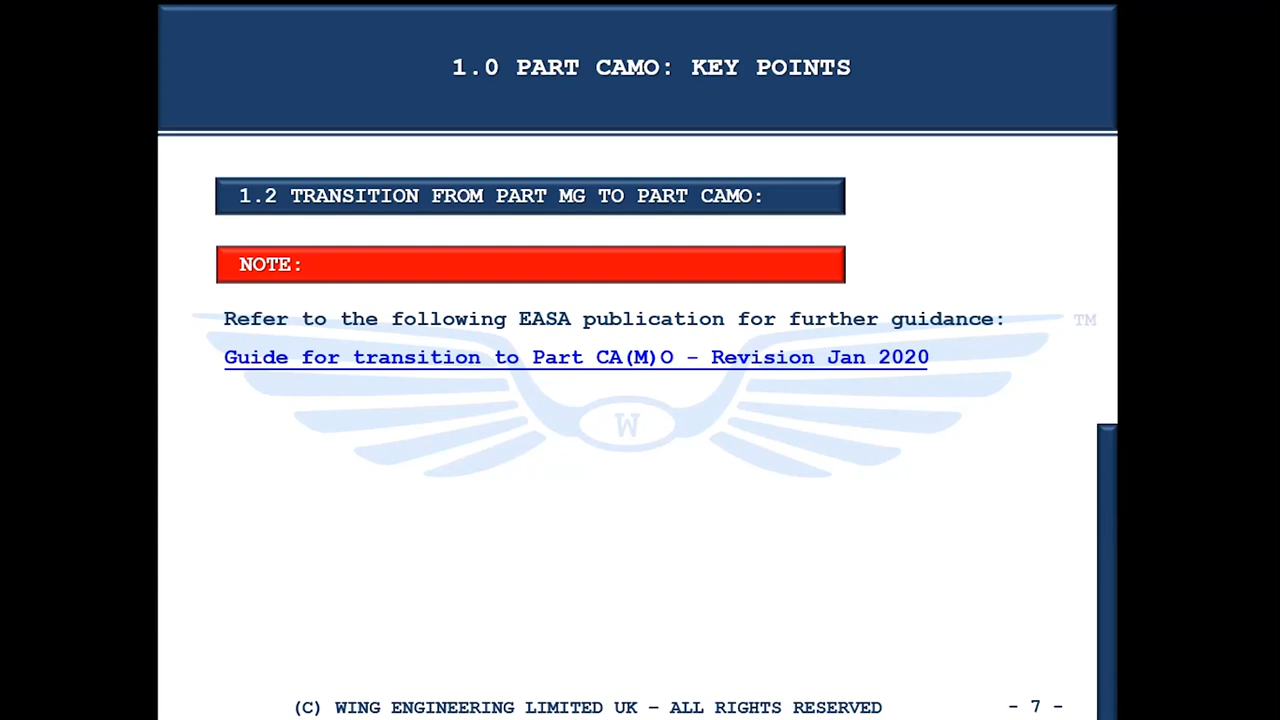 1.0 PART CAMO: KEY POINTS
1.2 TRANSITION FROM PART MG TO PART CAMO:
NOTE:
Refer to the following EASA publication for further guidance:
TM
Guide for transition to Part CA(M)O – Revision Jan 2020
W
(C) WING ENGINEERING LIMITED UK – ALL RIGHTS RESERVED
- 7 -